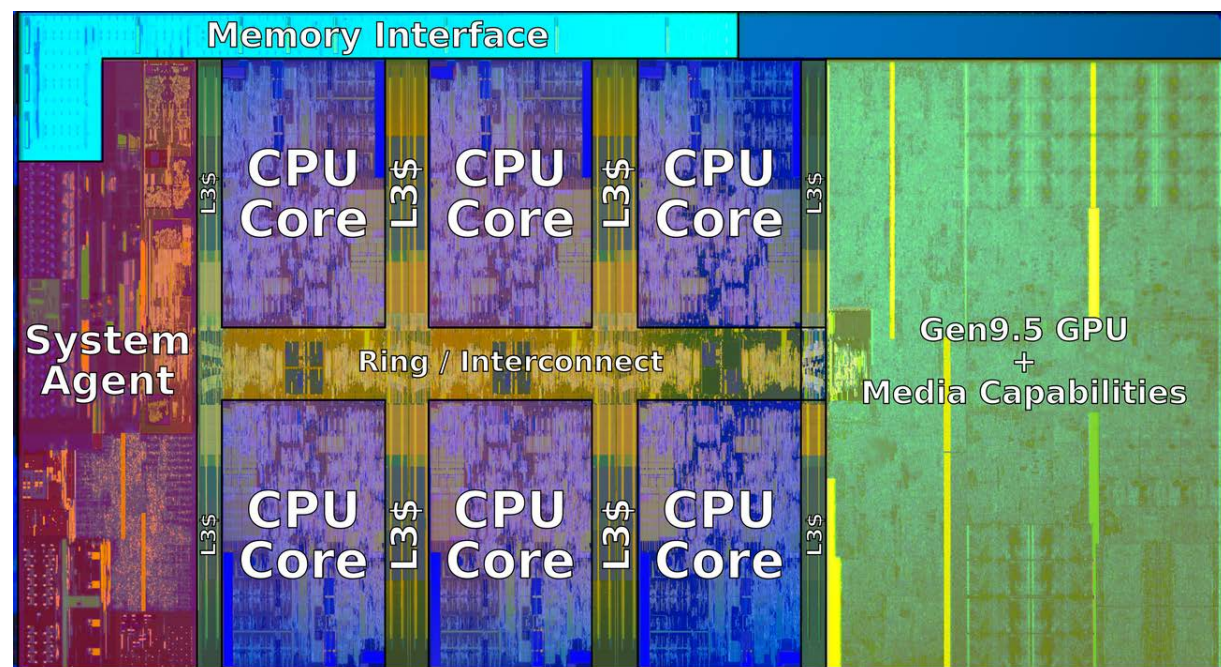 Memory Interface
L3$
CPU
Core
L3$
CPU
Core
L3$
CPU
Core
L3$
System
Agent
Ring / Interconnect
Gen9.5 GPU
+
Media Capabilities
L3$
CPU
Core
L3$
CPU
Core
L3$
CPU
Core
L3$